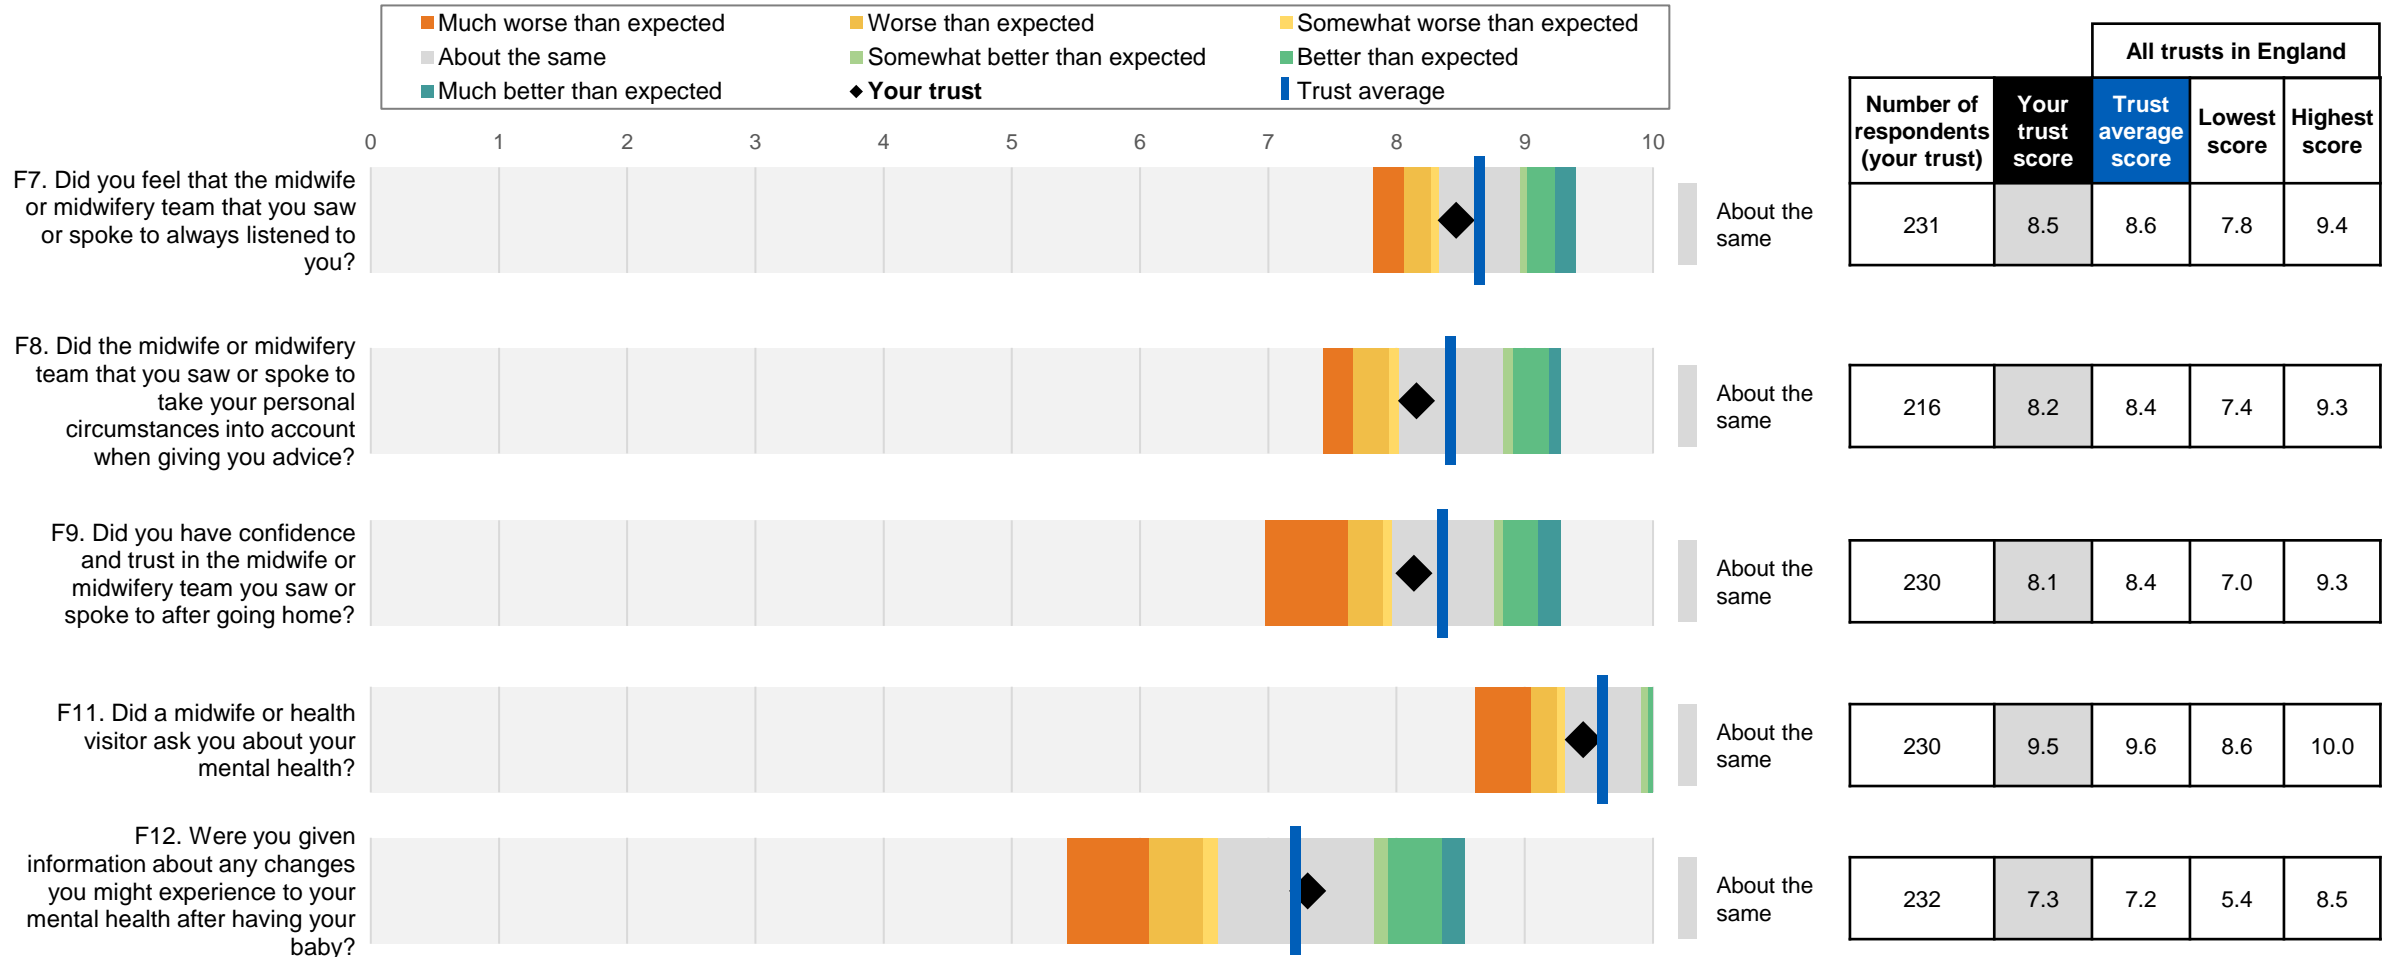 Much worse than expected
Worse than expected
Somewhat worse than expected
About the same
Somewhat better than expected
Better than expected
Much better than expected
Your trust
Trust average
All trusts in England
Number of
respondents
(your trust)
Your
trust
score
Trust
average
score
Lowest
score
Highest
score
0 1 2 3 4 5 6 7 8 9 10
F7. Did you feel that the midwife
or midwifery team that you saw
or spoke to always listened to
you?
About the
same
231 8.5 8.6 7.8 9.4
F8. Did the midwife or midwifery
team that you saw or spoke to
take your personal
circumstances into account
when giving you advice?
About the
same
216 8.2 8.4 7.4 9.3
F9. Did you have confidence
and trust in the midwife or
midwifery team you saw or
spoke to after going home?
About the
same
230 8.1 8.4 7.0 9.3
F11. Did a midwife or health
visitor ask you about your
mental health?
About the
same
230 9.5 9.6 8.6 10.0
F12. Were you given
information about any changes
you might experience to your
mental health after having your
baby?
About the
same
232 7.3 7.2 5.4 8.5